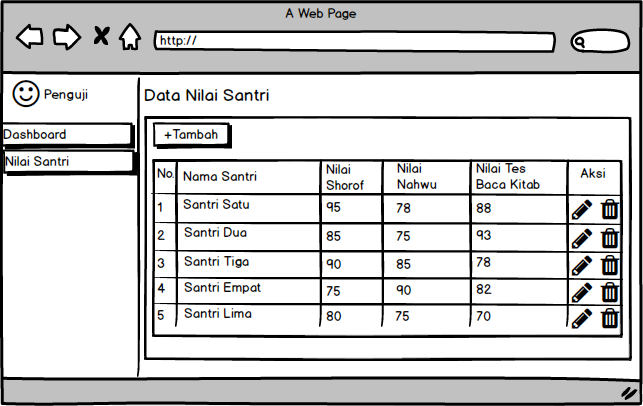 A Web Page
http://
Penguji
Data Nilai Santri
Dashboard
+Tambah
Nilai Santri
No. Nama Santri Nilai Shorof Nilai Nahwu Nilai Tes Baca Kitab Aksi
1 Santri Satu 95 78 88
2 Santri Dua 85 75 93
3 Santri Tiga 90 85 78
4 Santri Empat 75 90 82
5 Santri Lima 80 75 70